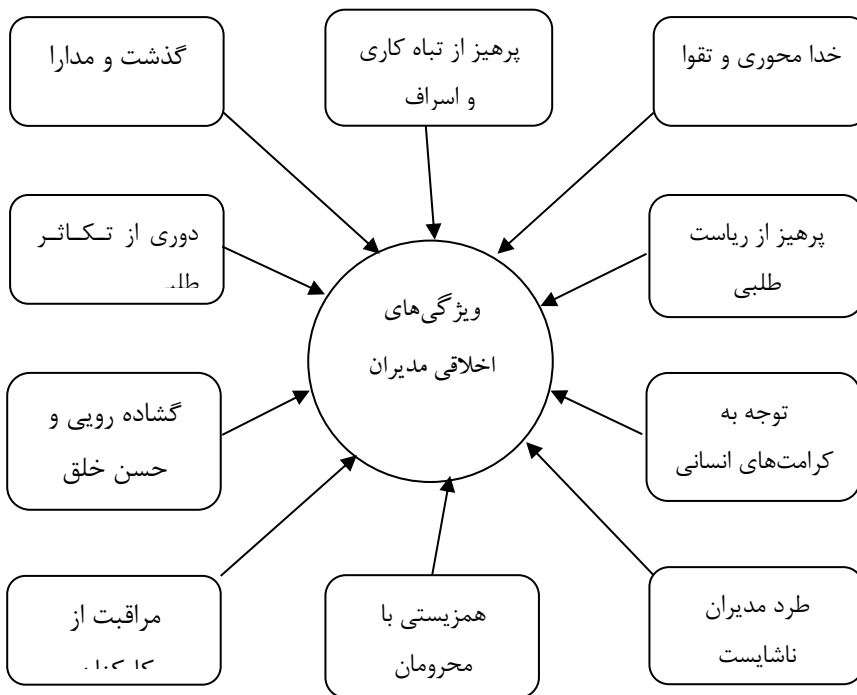 خدا محوری و تقوا
پرهیز از تباه کاری
و اسراف
گذشت و مدارا
پرهیز از ریاست
طلبی
دوری از تـکـاثـر
ویژگی‌های
اخلاقی مدیران
توجه به
کرامت‌های انسانی
گشاده رویی و
حسن خلق
طرد مدیران
ناشایست
همزیستی با
محرومان
مراقبت از